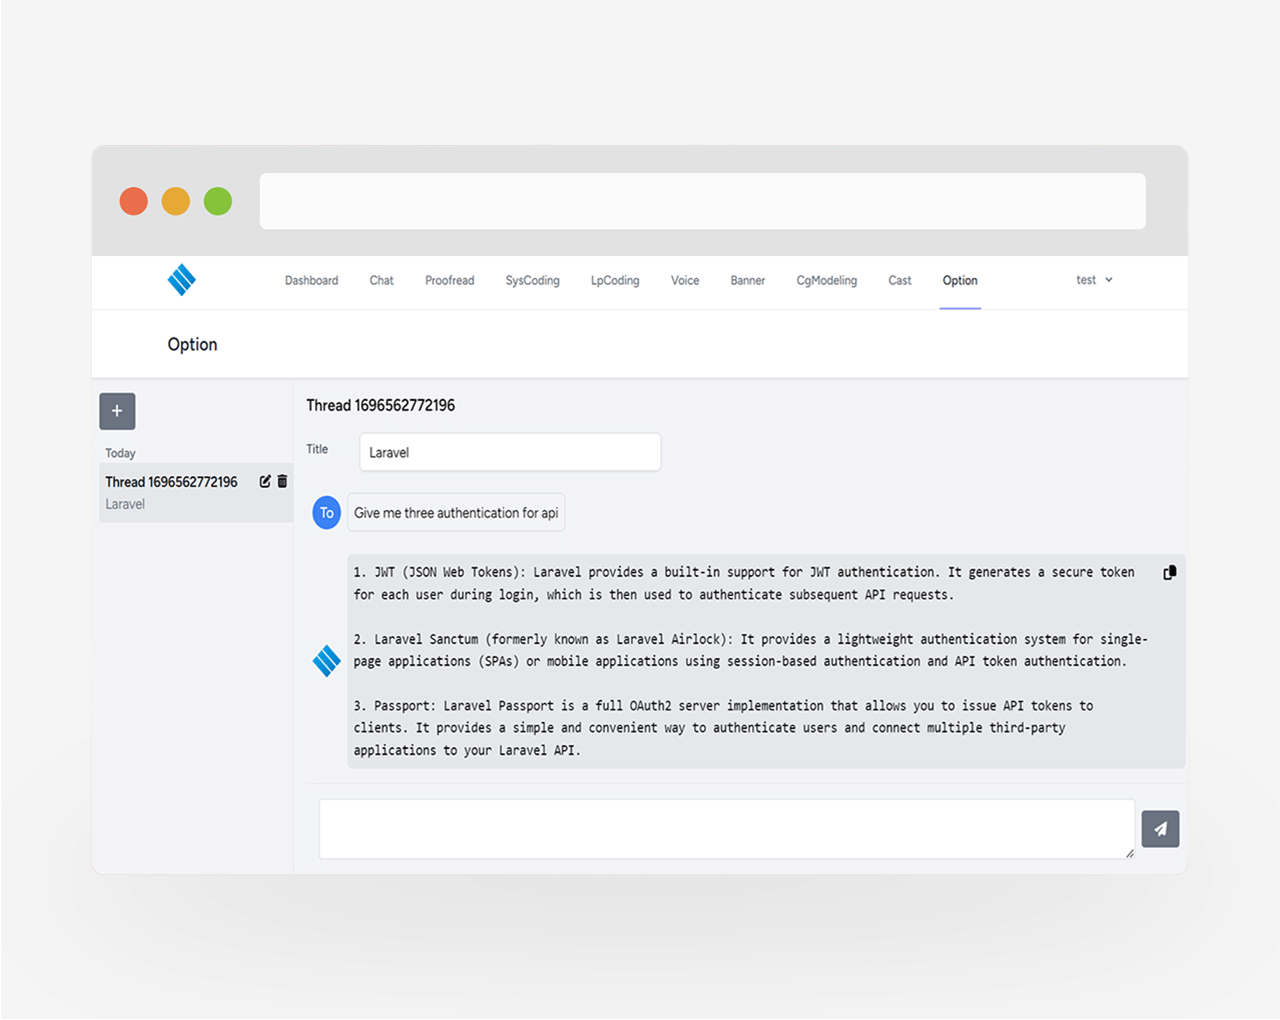 Dashboard Chat Proofread SysCoding LpCoding Voice Banner CgModeling Cast Option test
Option
+
Today
Thread 1696562772196
Laravel
Thread 1696562772196
Title Laravel
To Give me three authentication for api
1. JWT (JSON Web Tokens): Laravel provides a built-in support for JWT authentication. It generates a secure token
for each user during login, which is then used to authenticate subsequent API requests.
2. Laravel Sanctum (formerly known as Laravel Airlock): It provides a lightweight authentication system for single-
page applications (SPAs) or mobile applications using session-based authentication and API token authentication.
3. Passport: Laravel Passport is a full OAuth2 server implementation that allows you to issue API tokens to
clients. It provides a simple and convenient way to authenticate users and connect multiple third-party
applications to your Laravel API.